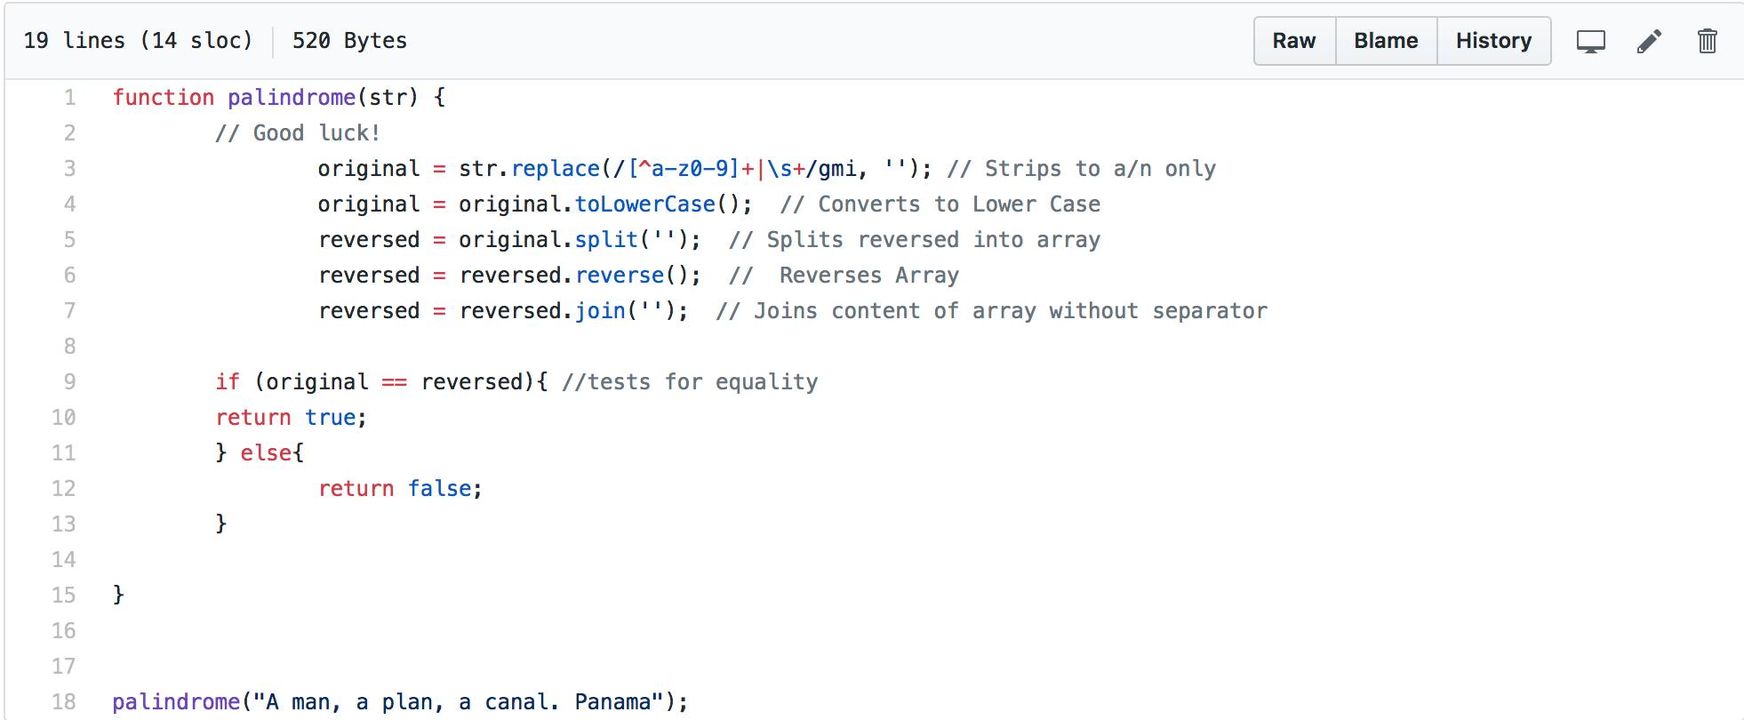 19 lines (14 sloc) 520 Bytes Raw Blame History
1 function palindrome(str) {
2 // Good luck!
3 original = str.replace(/[^a-z0-9]+|\s+/gmi, ''); // Strips to a/n only
4 original = original.toLowerCase();  // Converts to Lower Case
5 reversed = original.split('');  // Splits reversed into array
6 reversed = reversed.reverse();  //  Reverses Array
7 reversed = reversed.join('');  // Joins content of array without separator
8
9 if (original == reversed){ //tests for equality
10 return true;
11 } else{
12 return false;
13 }
14
15 }
16
17
18 palindrome("A man, a plan, a canal. Panama");